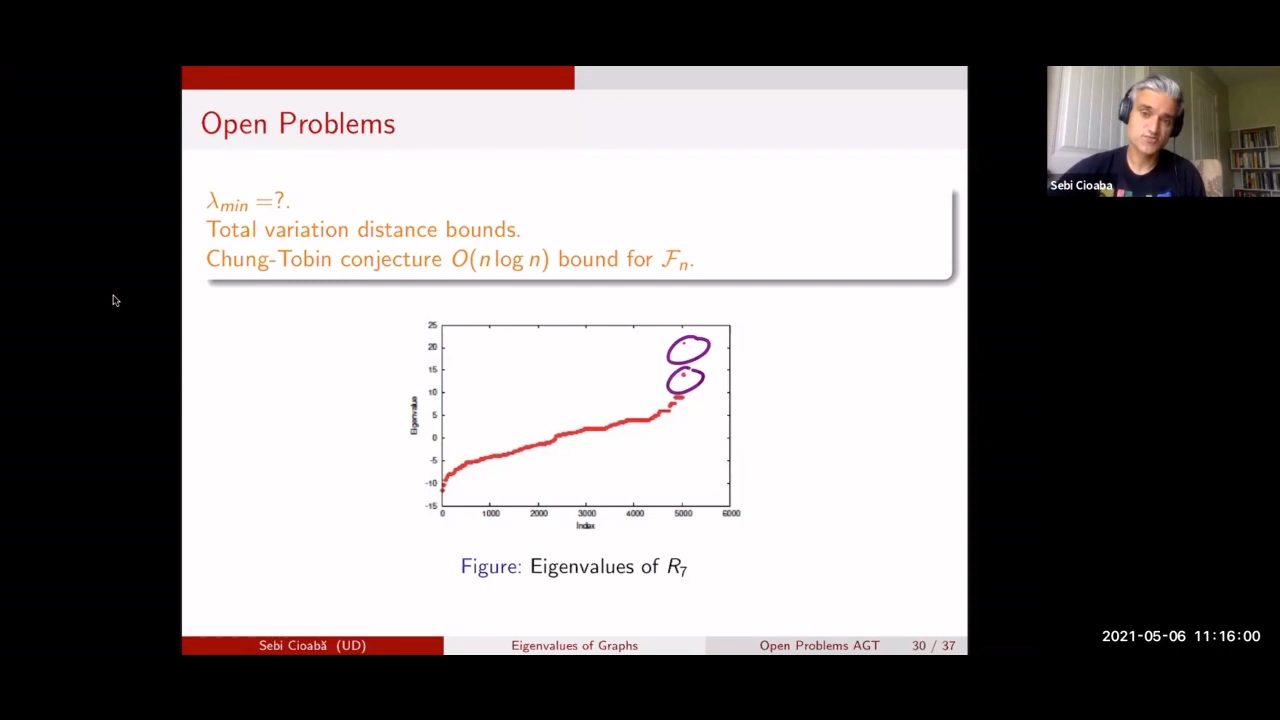 Open Problems
λmin =?.
Total variation distance bounds.
Chung-Tobin conjecture O(n log n) bound for ℱn.
25
20
15
10
5
0
-5
-10
-15
Eigenvalue
0 1000 2000 3000 4000 5000 6000
Index
Figure: Eigenvalues of R7
Sebi Cioabă (UD) Eigenvalues of Graphs Open Problems AGT 30 / 37
Sebi Cioaba
2021-05-06 11:16:00